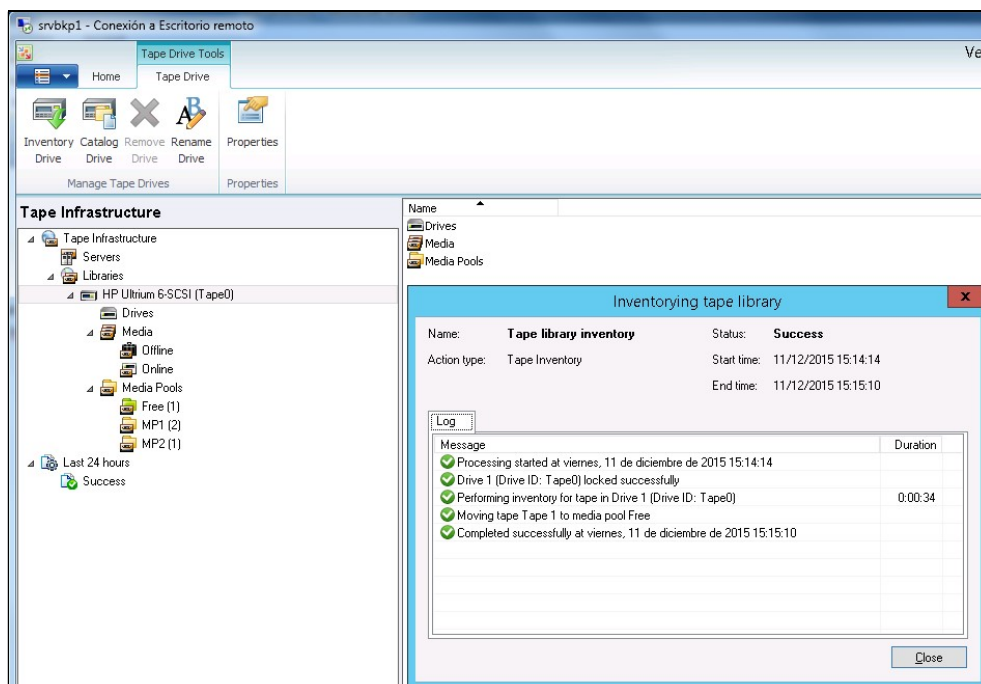 srvbkp1 - Conexión a Escritorio remoto
Tape Drive Tools
Ve
Home
Tape Drive
Inventory Drive
Catalog Drive
Remove Drive
Rename Drive
Properties
Manage Tape Drives
Properties
Tape Infrastructure
Tape Infrastructure
Servers
Libraries
HP Ultrium 6-SCSI (Tape0)
Drives
Media
Offline
Online
Media Pools
Free (1)
MP1 (2)
MP2 (1)
Last 24 hours
Success
Name
Drives
Media
Media Pools
Inventorying tape library
x
Name: Tape library inventory Status: Success
Action type: Tape Inventory Start time: 11/12/2015 15:14:14
End time: 11/12/2015 15:15:10
Log
Message Duration
Processing started at viernes, 11 de diciembre de 2015 15:14:14
Drive 1 (Drive ID: Tape0) locked successfully
Performing inventory for tape in Drive 1 (Drive ID: Tape0) 0:00:34
Moving tape Tape 1 to media pool Free
Completed successfully at viernes, 11 de diciembre de 2015 15:15:10
Close